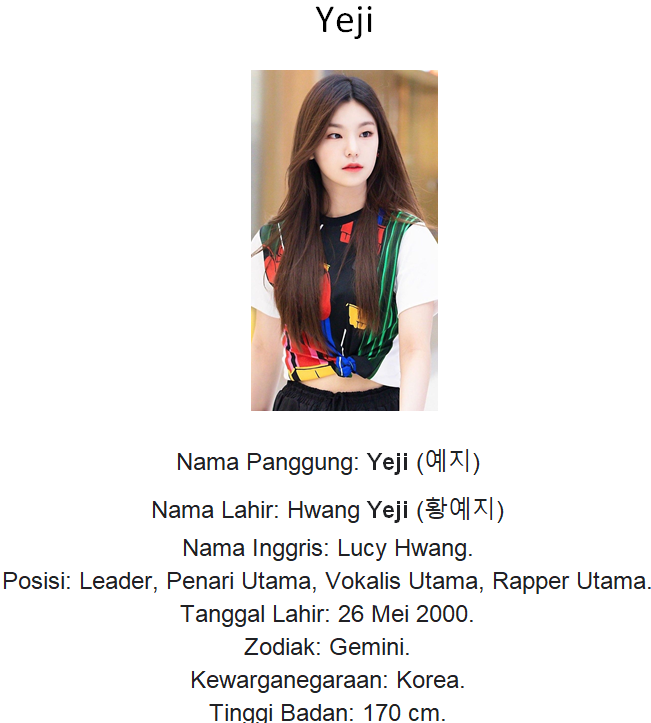 Yeji
Nama Panggung: Yeji (예지)
Nama Lahir: Hwang Yeji (황예지)
Nama Inggris: Lucy Hwang.
Posisi: Leader, Penari Utama, Vokalis Utama, Rapper Utama.
Tanggal Lahir: 26 Mei 2000.
Zodiak: Gemini.
Kewarganegaraan: Korea.
Tinggi Badan: 170 cm.